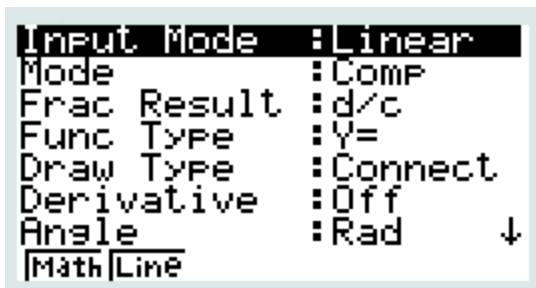 Input Mode :Linear
Mode :Comp
Frac Result :d/c
Func Type :Y=
Draw Type :Connect
Derivative :Off
Angle :Rad ↓
Math Line